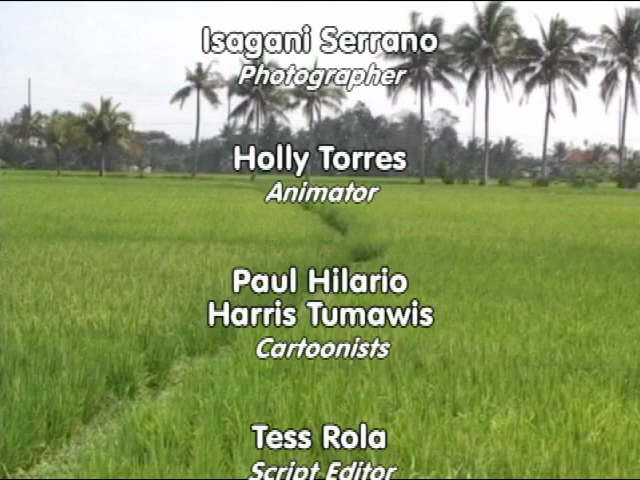 Isagani Serrano
Photographer
Holly Torres
Animator
Paul Hilario
Harris Tumawis
Cartoonists
Tess Rola
Script Editor